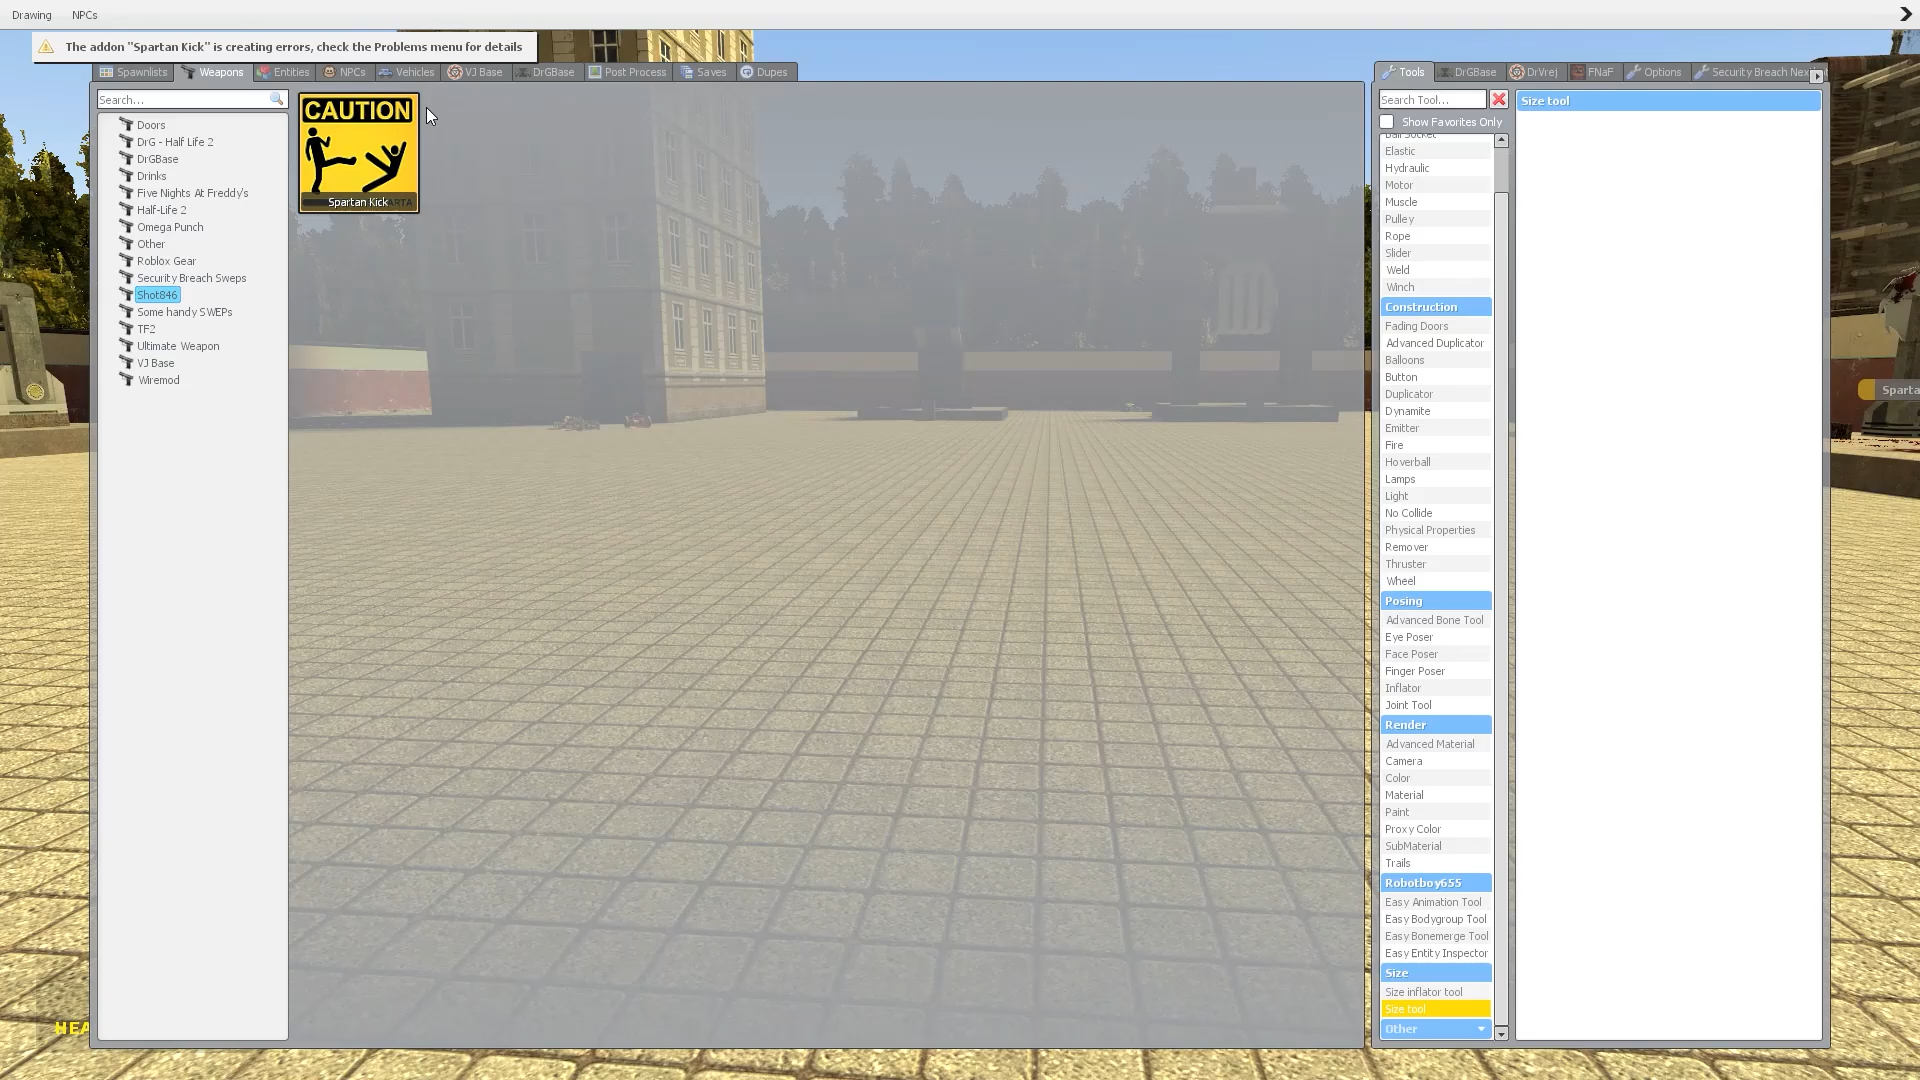 Drawing NPCs
The addon "Spartan Kick" is creating errors, check the Problems menu for details
Spawnlists Weapons Entities NPCs Vehicles VJ Base DrGBase Post Process Saves Dupes
Search...
Doors
DrG - Half Life 2
DrGBase
Drinks
Five Nights At Freddy's
Half-Life 2
Omega Punch
Other
Roblox Gear
Security Breach Sweps
Shot846
Some handy SWEPs
TF2
Ultimate Weapon
VJ Base
Wiremod
CAUTION
Spartan Kick
Tools DrGBase DrVrej FNaF Options Security Breach
Search Tool...
Show Favorites Only
Ball Socket
Elastic
Hydraulic
Motor
Muscle
Pulley
Rope
Slider
Weld
Winch
Construction
Fading Doors
Advanced Duplicator
Balloons
Button
Duplicator
Dynamite
Emitter
Fire
Hoverball
Lamps
Light
No Collide
Physical Properties
Remover
Thruster
Wheel
Posing
Advanced Bone Tool
Eye Poser
Face Poser
Finger Poser
Inflator
Joint Tool
Render
Advanced Material
Camera
Color
Material
Paint
Proxy Color
SubMaterial
Trails
Robotboy655
Easy Animation Tool
Easy Bodygroup Tool
Easy Bonemerge Tool
Easy Entity Inspector
Size
Size inflator tool
Size tool
Other
Size tool
Sparta
HEA